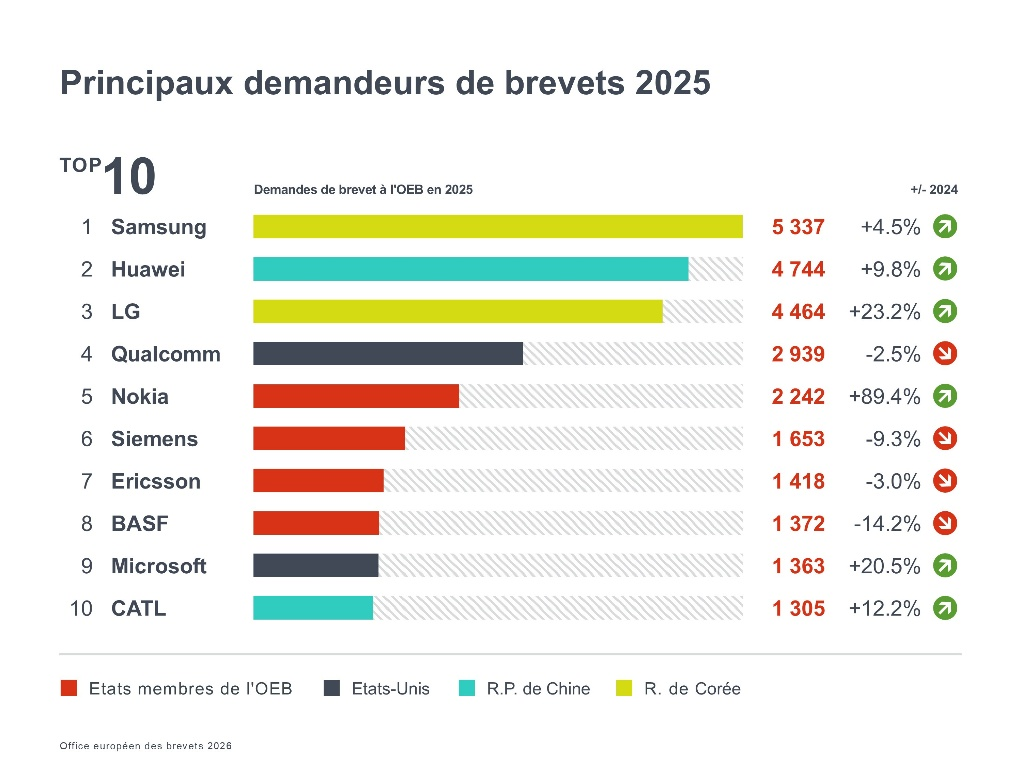 Principaux demandeurs de brevets 2025
TOP 10
Demandes de brevet à l'OEB en 2025 +/- 2024
1 Samsung 5 337 +4.5%
2 Huawei 4 744 +9.8%
3 LG 4 464 +23.2%
4 Qualcomm 2 939 -2.5%
5 Nokia 2 242 +89.4%
6 Siemens 1 653 -9.3%
7 Ericsson 1 418 -3.0%
8 BASF 1 372 -14.2%
9 Microsoft 1 363 +20.5%
10 CATL 1 305 +12.2%
Etats membres de l'OEB Etats-Unis R.P. de Chine R. de Corée
Office européen des brevets 2026